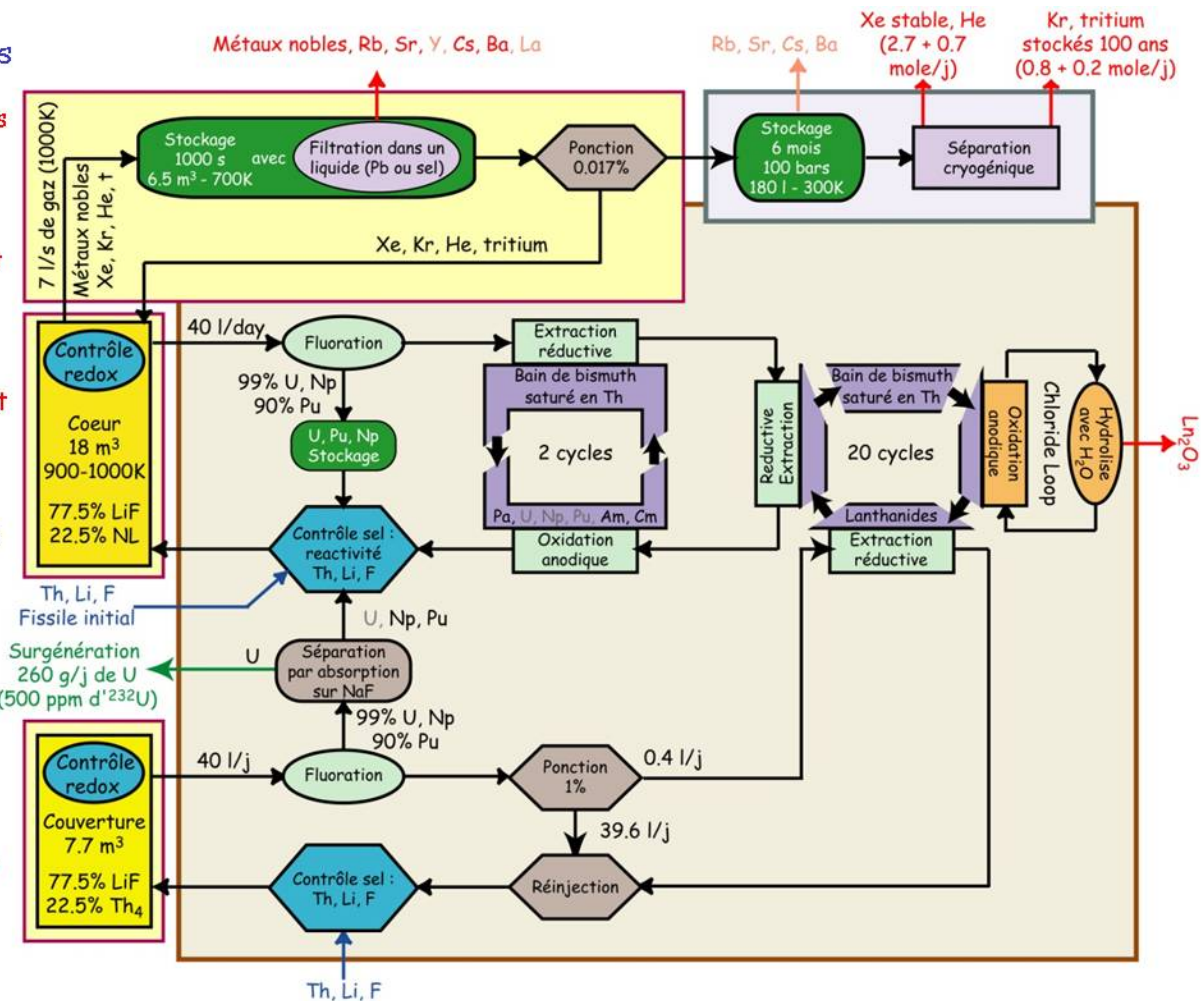 s
s
t
Métaux nobles, Rb, Sr, Y, Cs, Ba, La
Rb, Sr, Cs, Ba
Xe stable, He
(2.7 + 0.7
mole/j)
Kr, tritium
stockés 100 ans
(0.8 + 0.2 mole/j)
7 l/s de gaz (1000K)
Métaux nobles
Xe, Kr, He, t
Stockage
1000 s avec
6.5 m³ - 700K
Filtration dans un
liquide (Pb ou sel)
Ponction
0.017%
Stockage
6 mois
100 bars
180 l - 300K
Séparation
cryogénique
Xe, Kr, He, tritium
Contrôle
redox
Coeur
18 m³
900-1000K
77.5% LiF
22.5% NL
40 l/day
Fluoration
99% U, Np
90% Pu
U, Pu, Np
Stockage
Contrôle sel :
reactivité
Th, Li, F
Th, Li, F
Fissile initial
Extraction
réductive
Bain de bismuth
saturé en Th
2 cycles
Pa, U, Np, Pu, Am, Cm
Oxidation
anodique
Reductive
Extraction
Bain de bismuth
saturé en Th
20 cycles
Lanthanides
Extraction
réductive
Oxidation
anodique
Chloride Loop
Hydrolise
avec H₂O
Ln₂O₃
U, Np, Pu
Surgénération
260 g/j de U
(500 ppm d'²³²U)
U
Séparation
par absorption
sur NaF
99% U, Np
90% Pu
Contrôle
redox
Couverture
7.7 m³
77.5% LiF
22.5% Th₄
40 l/j
Fluoration
Ponction
1%
0.4 l/j
39.6 l/j
Réinjection
Contrôle sel :
Th, Li, F
Th, Li, F